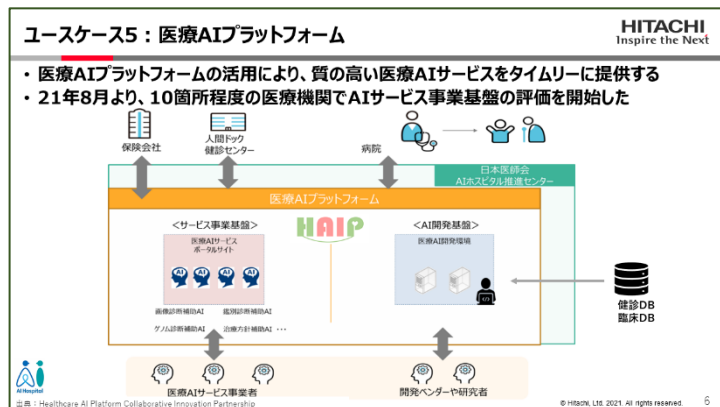 ユースケース5：医療AIプラットフォーム
HITACHI
Inspire the Next
• 医療AIプラットフォームの活用により、質の高い医療AIサービスをタイムリーに提供する
• 21年8月より、10箇所程度の医療機関でAIサービス事業基盤の評価を開始した
保険会社
人間ドック
健診センター
病院
日本医師会
AIホスピタル推進センター
医療AIプラットフォーム
＜サービス事業基盤＞
HAIP
＜AI開発基盤＞
医療AIサービス
ポータルサイト
医療AI開発環境
AI AI AI AI
画像診断補助AI 鑑別診断補助AI
ゲノム診断補助AI 治療方針補助AI ･･･
健診DB
臨床DB
医療AIサービス事業者
開発ベンダーや研究者
AI Hospital
出典：Healthcare AI Platform Collaborative Innovation Partnership
© Hitachi, Ltd. 2021. All rights reserved.
6